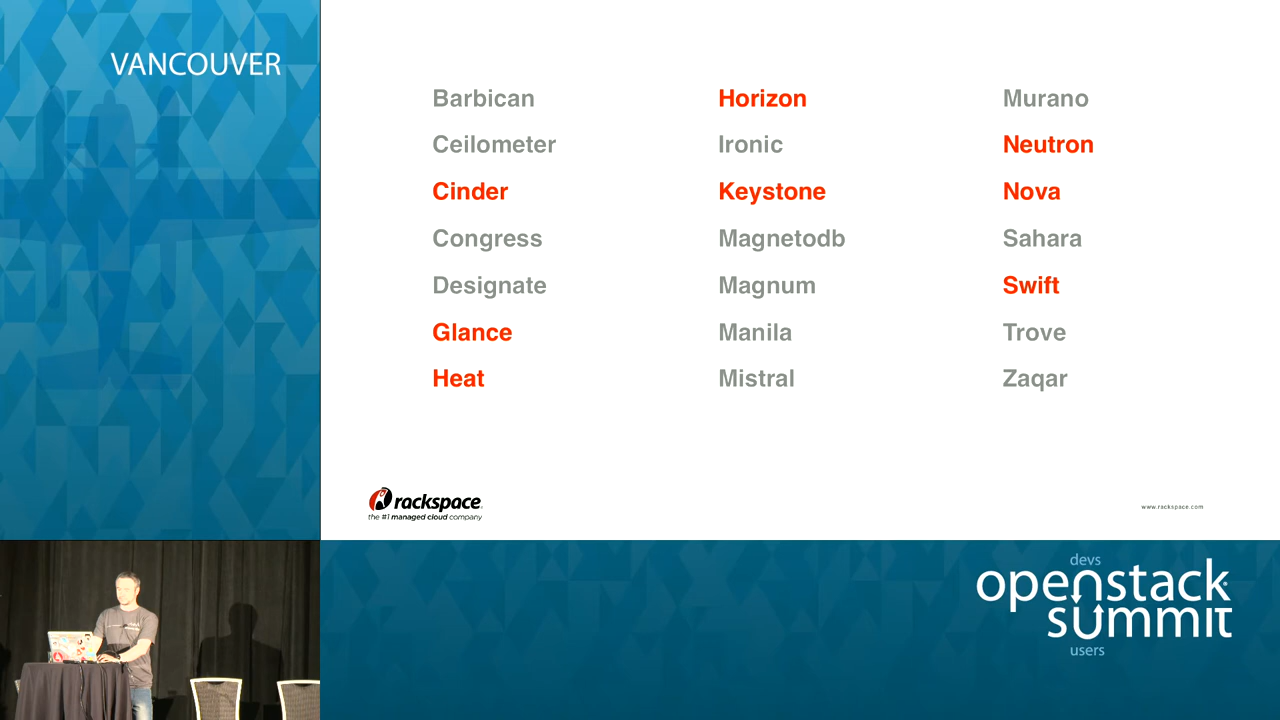 VANCOUVER
Barbican
Ceilometer
Cinder
Congress
Designate
Glance
Heat
Horizon
Ironic
Keystone
Magnetodb
Magnum
Manila
Mistral
Murano
Neutron
Nova
Sahara
Swift
Trove
Zaqar
rackspace
the #1 managed cloud company
www.rackspace.com
devs
openstack
summit
users